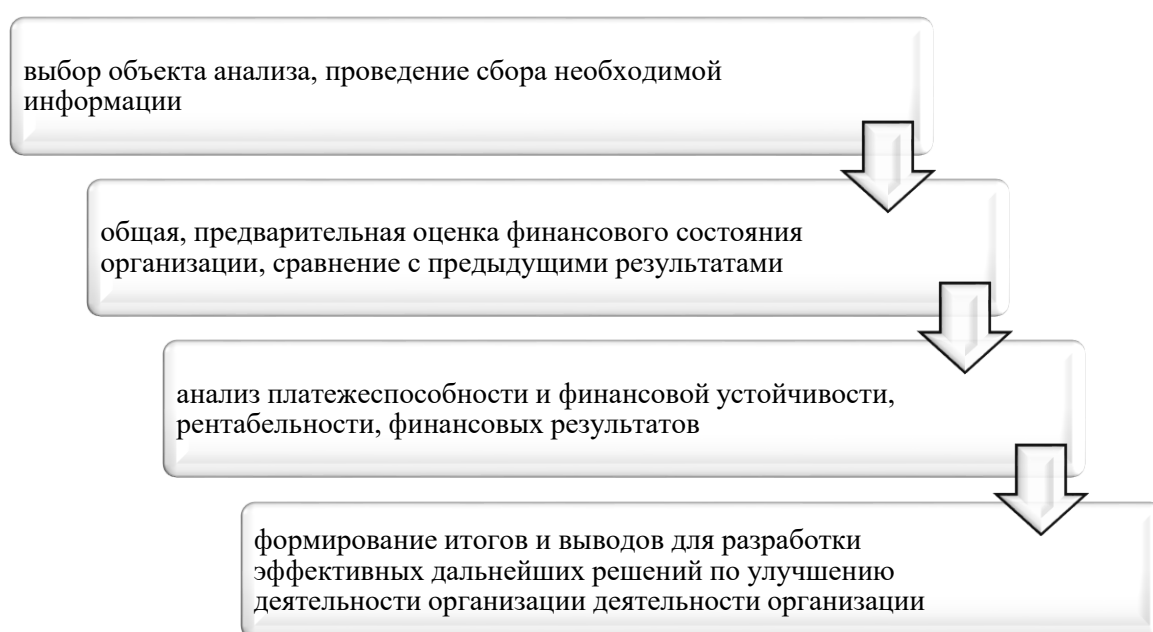 выбор объекта анализа, проведение сбора необходимой
информации
общая, предварительная оценка финансового состояния
организации, сравнение с предыдущими результатами
анализ платежеспособности и финансовой устойчивости,
рентабельности, финансовых результатов
формирование итогов и выводов для разработки
эффективных дальнейших решений по улучшению
деятельности организации деятельности организации